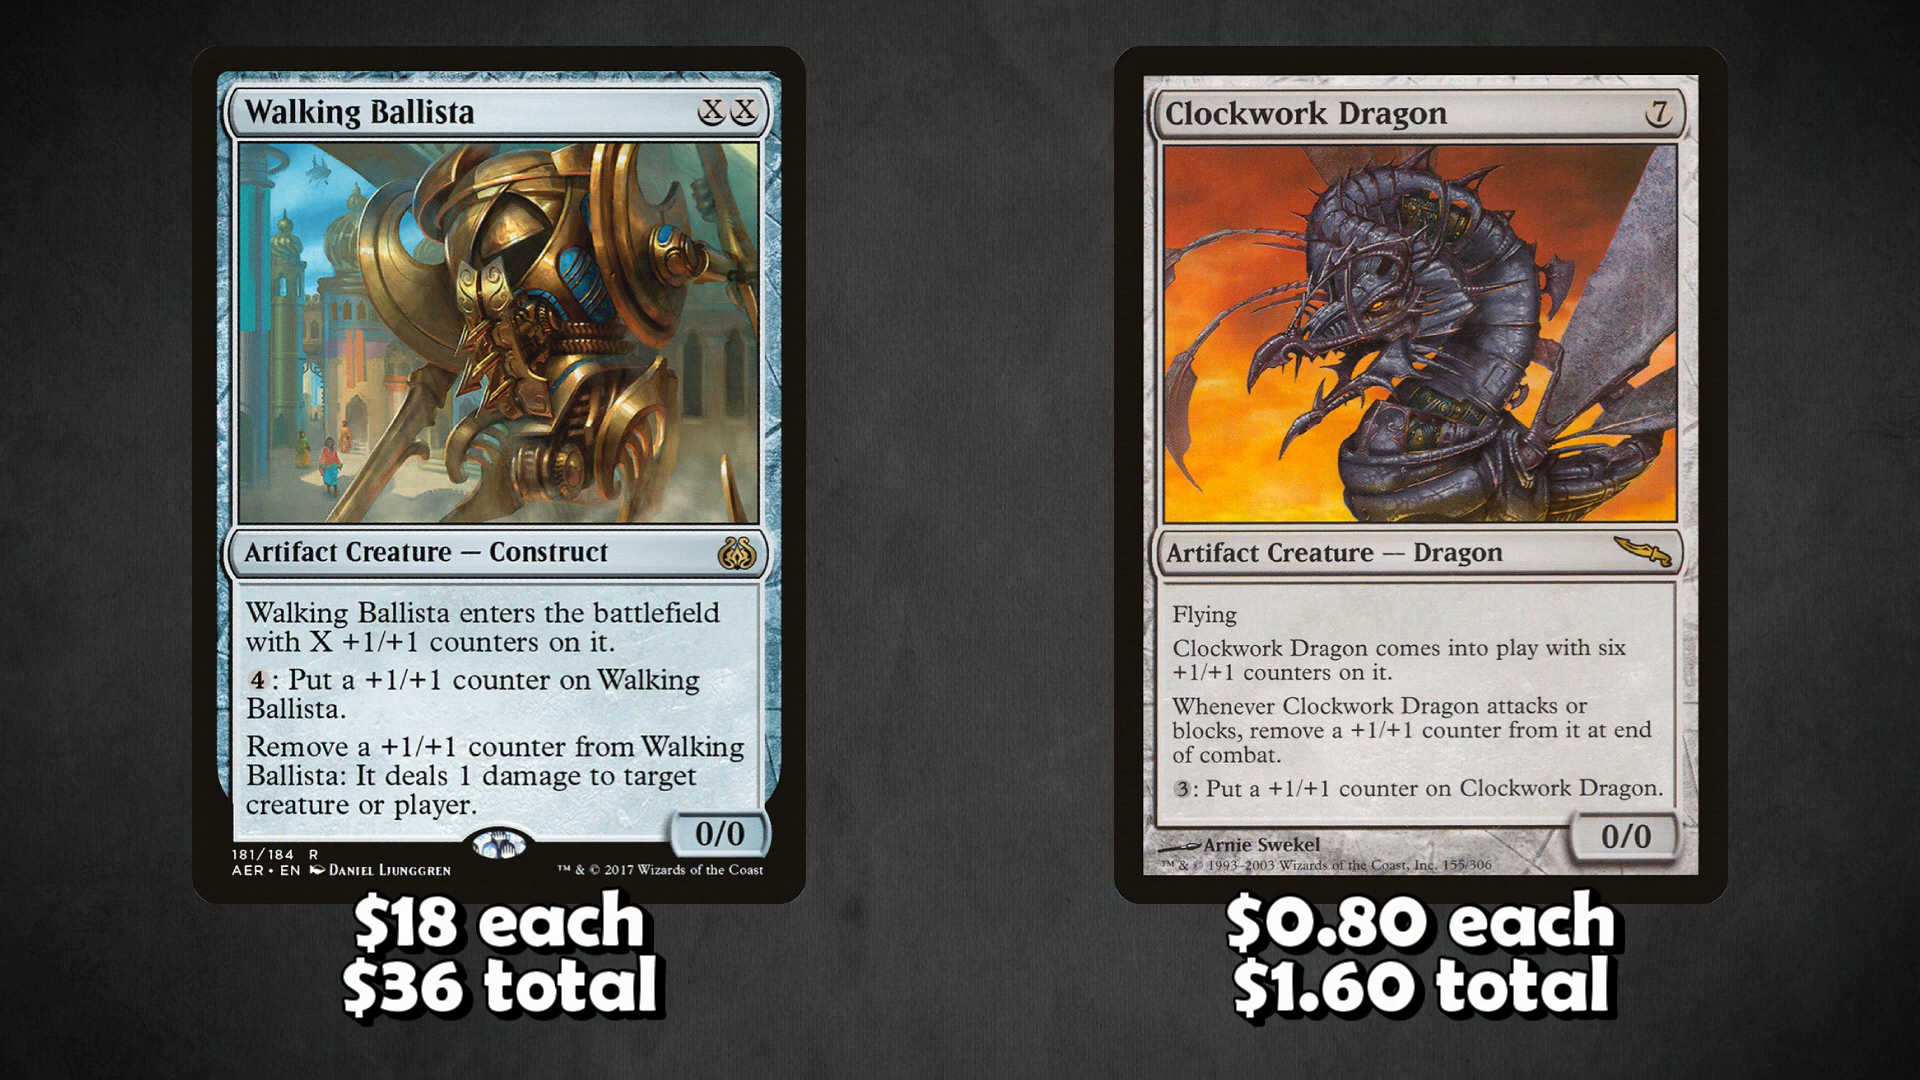 Walking Ballista XX
Artifact Creature — Construct
Walking Ballista enters the battlefield
with X +1/+1 counters on it.
4: Put a +1/+1 counter on Walking
Ballista.
Remove a +1/+1 counter from Walking
Ballista: It deals 1 damage to target
creature or player.
0/0
181/184 R
AER • EN Daniel Ljunggren ™ & © 2017 Wizards of the Coast
$18 each
$36 total
Clockwork Dragon 7
Artifact Creature — Dragon
Flying
Clockwork Dragon comes into play with six
+1/+1 counters on it.
Whenever Clockwork Dragon attacks or
blocks, remove a +1/+1 counter from it at end
of combat.
3: Put a +1/+1 counter on Clockwork Dragon.
0/0
Arnie Swekel
™ & © 1993–2003 Wizards of the Coast, Inc. 155/306
$0.80 each
$1.60 total